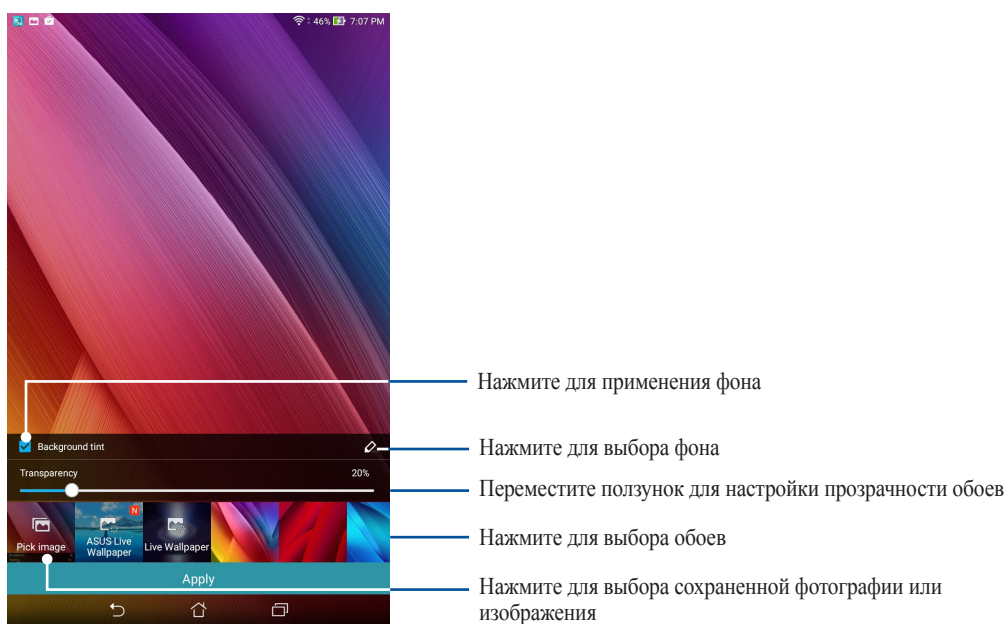 46% 7:07 PM
Нажмите для применения фона
Background tint
Нажмите для выбора фона
Transparency 20%
Переместите ползунок для настройки прозрачности обоев
N
Pick image
ASUS Live
Wallpaper
Live Wallpaper
Нажмите для выбора обоев
Apply
Нажмите для выбора сохраненной фотографии или
изображения